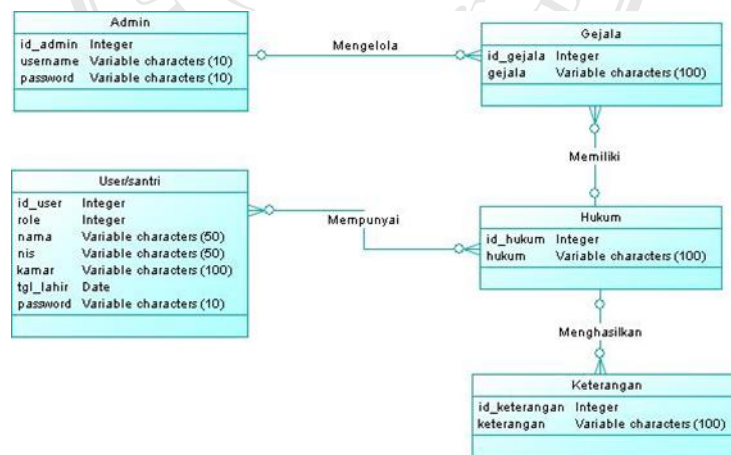 Admin
id_admin Integer
username Variable characters (10)
password Variable characters (10)
Mengelola
Gejala
id_gejala Integer
gejala Variable characters (100)
Memiliki
User/santri
id_user Integer
role Integer
nama Variable characters (50)
nis Variable characters (50)
kamar Variable characters (100)
tgl_lahir Date
password Variable characters (10)
Mempunyai
Hukum
id_hukum Integer
hukum Variable characters (100)
Menghasilkan
Keterangan
id_keterangan Integer
keterangan Variable characters (100)